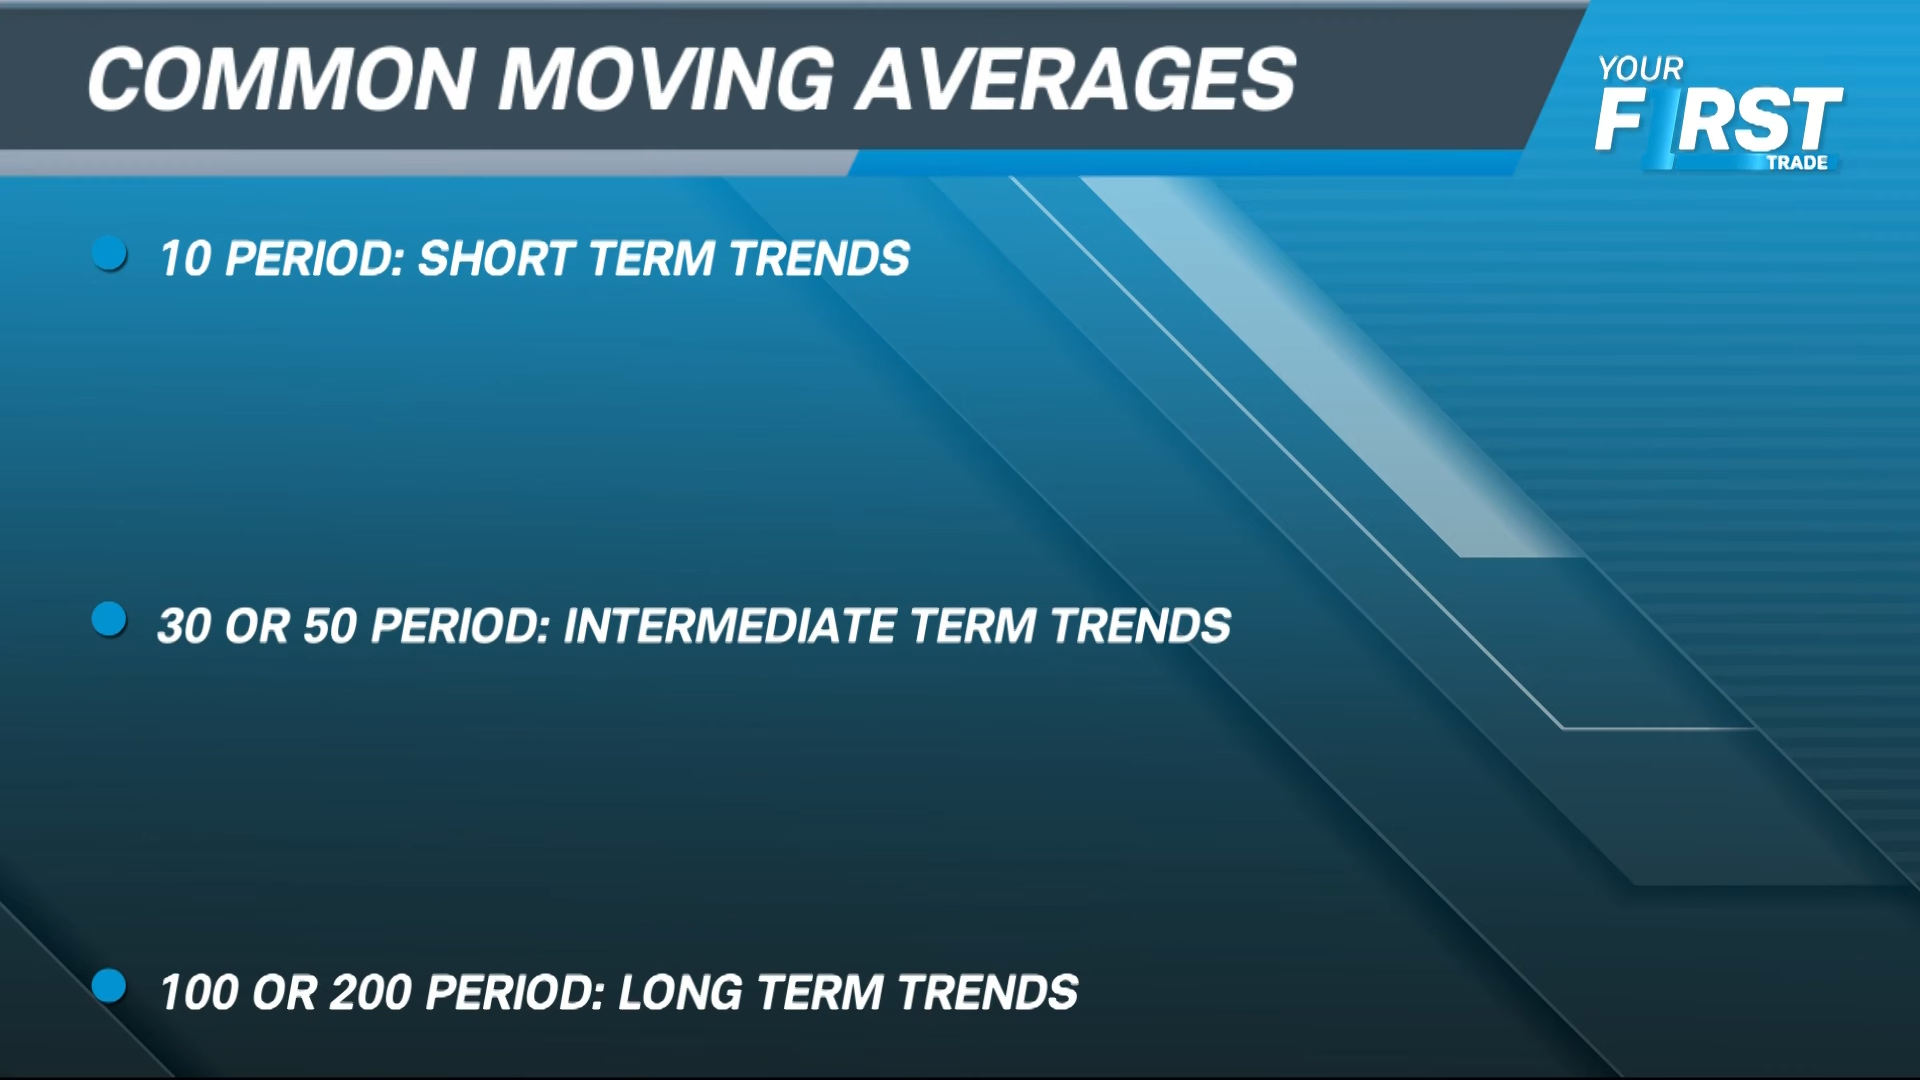 COMMON MOVING AVERAGES
YOUR
F1RST
TRADE
10 PERIOD: SHORT TERM TRENDS
30 OR 50 PERIOD: INTERMEDIATE TERM TRENDS
100 OR 200 PERIOD: LONG TERM TRENDS